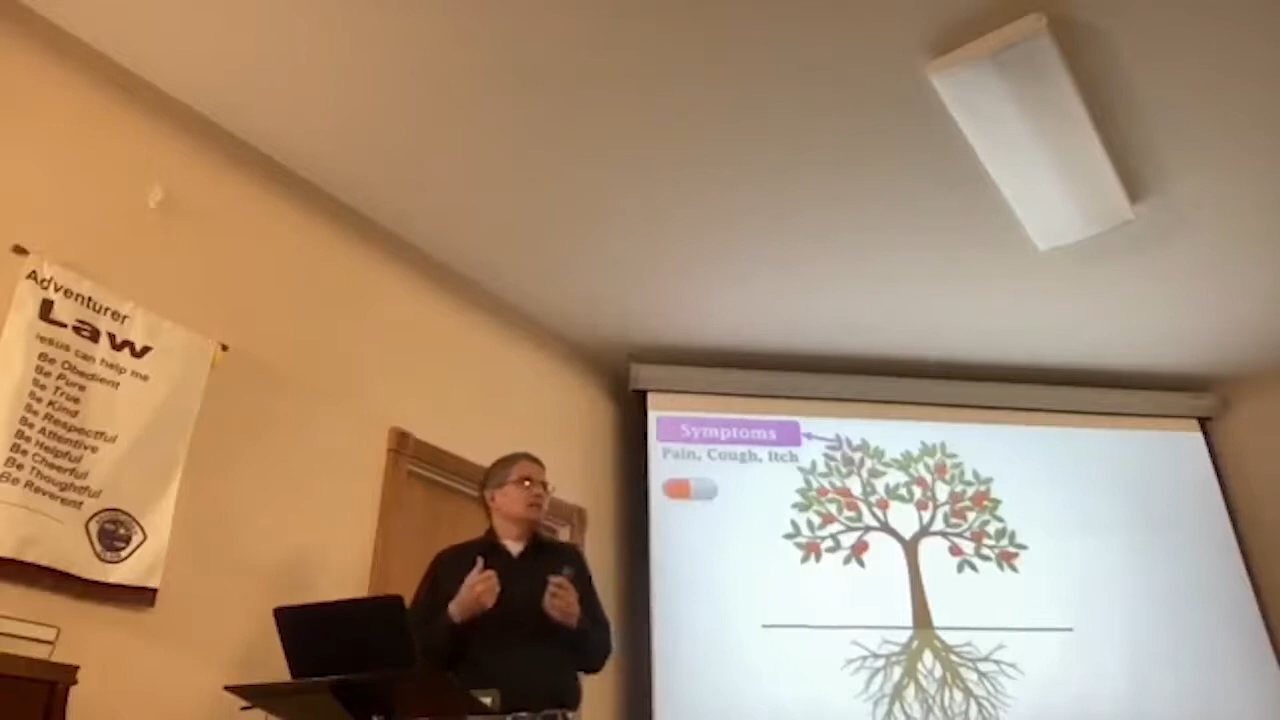 Adventurer
Law
Jesus can help me
Be Obedient
Be Pure
Be True
Be Kind
Be Respectful
Be Attentive
Be Helpful
Be Cheerful
Be Thoughtful
Be Reverent
Symptoms
Pain, Cough, Itch